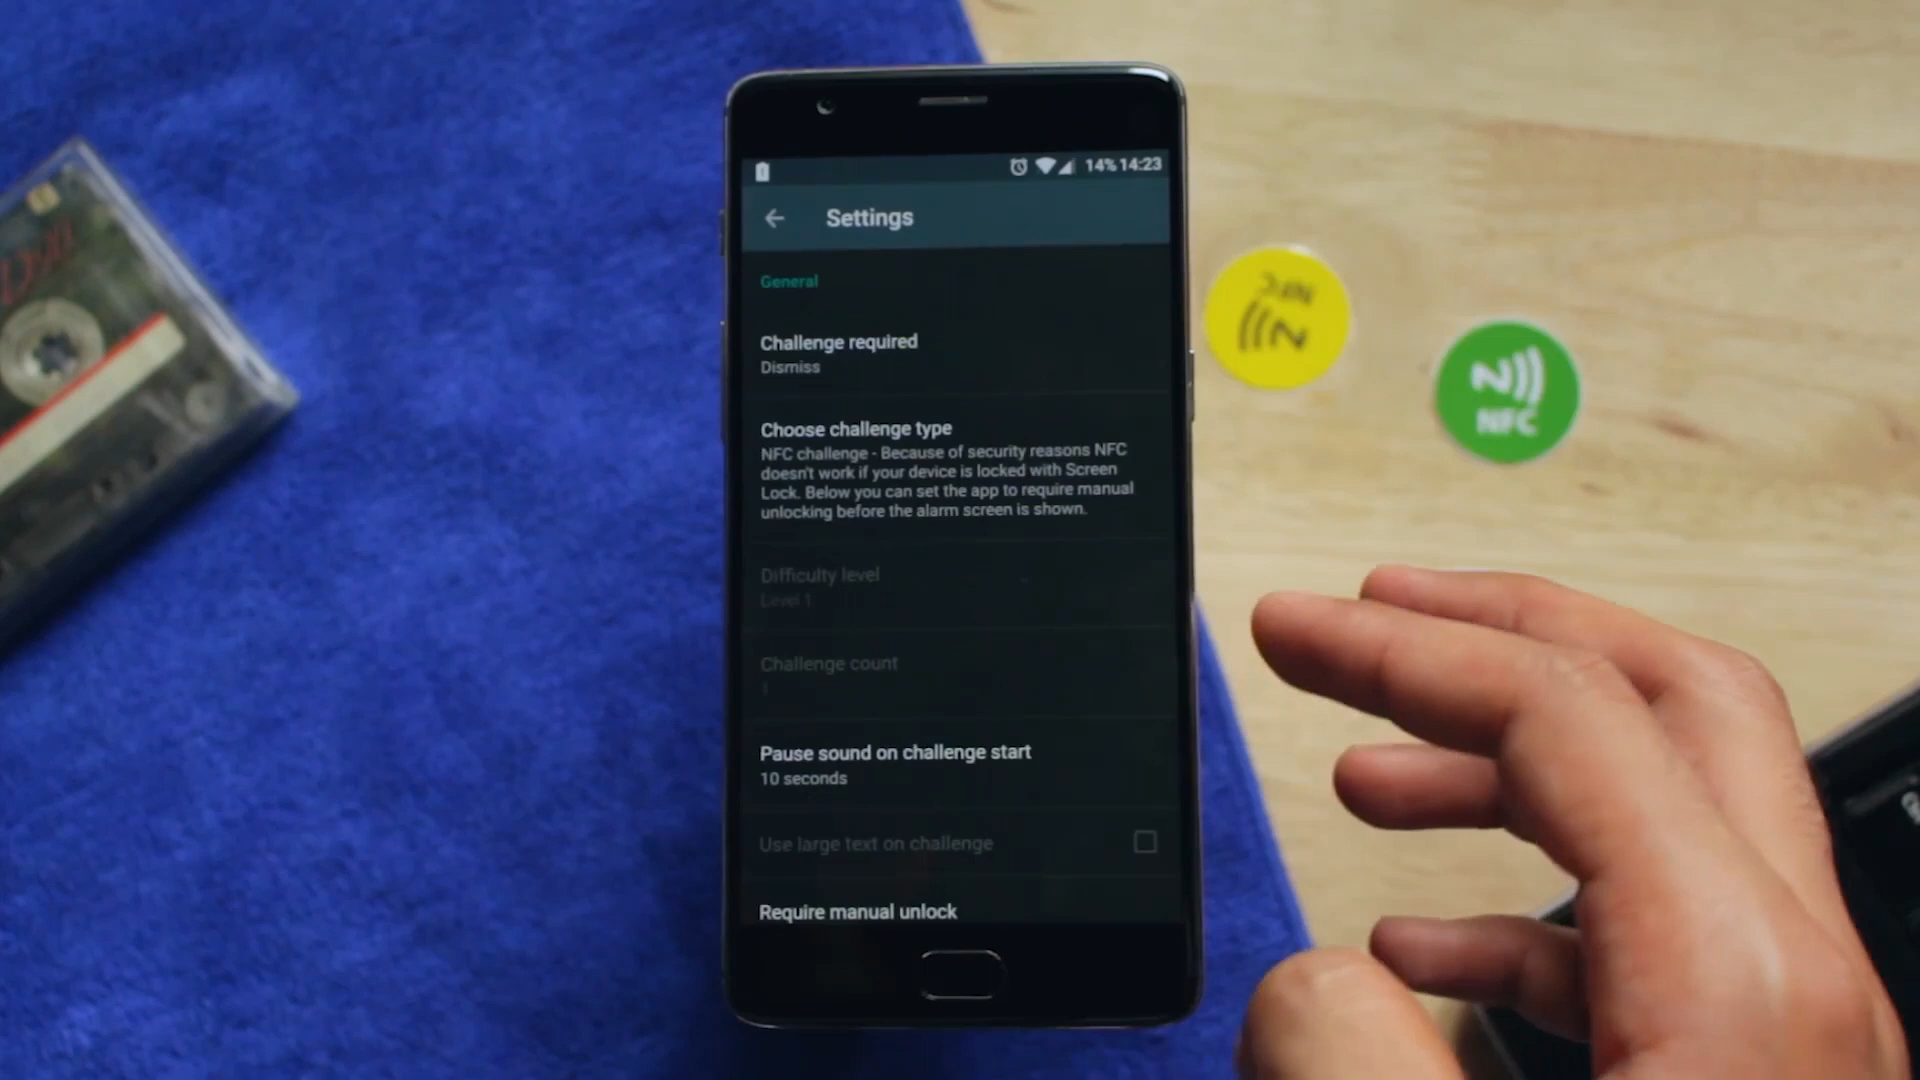 14% 14:23
Settings
General
Challenge required
Dismiss
Choose challenge type
NFC challenge - Because of security reasons NFC
doesn't work if your device is locked with Screen
Lock. Below you can set the app to require manual
unlocking before the alarm screen is shown.
Difficulty level
Level 1
Challenge count
1
Pause sound on challenge start
10 seconds
Use large text on challenge
Require manual unlock
NFC
NFC